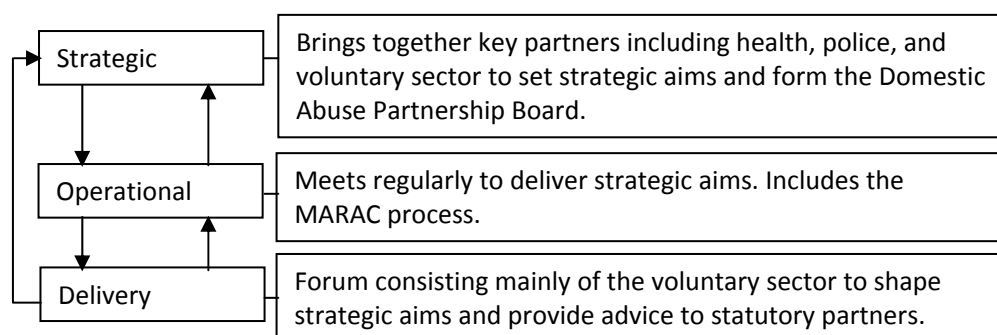 Strategic
Brings together key partners including health, police, and
voluntary sector to set strategic aims and form the Domestic
Abuse Partnership Board.
Operational
Meets regularly to deliver strategic aims. Includes the
MARAC process.
Delivery
Forum consisting mainly of the voluntary sector to shape
strategic aims and provide advice to statutory partners.